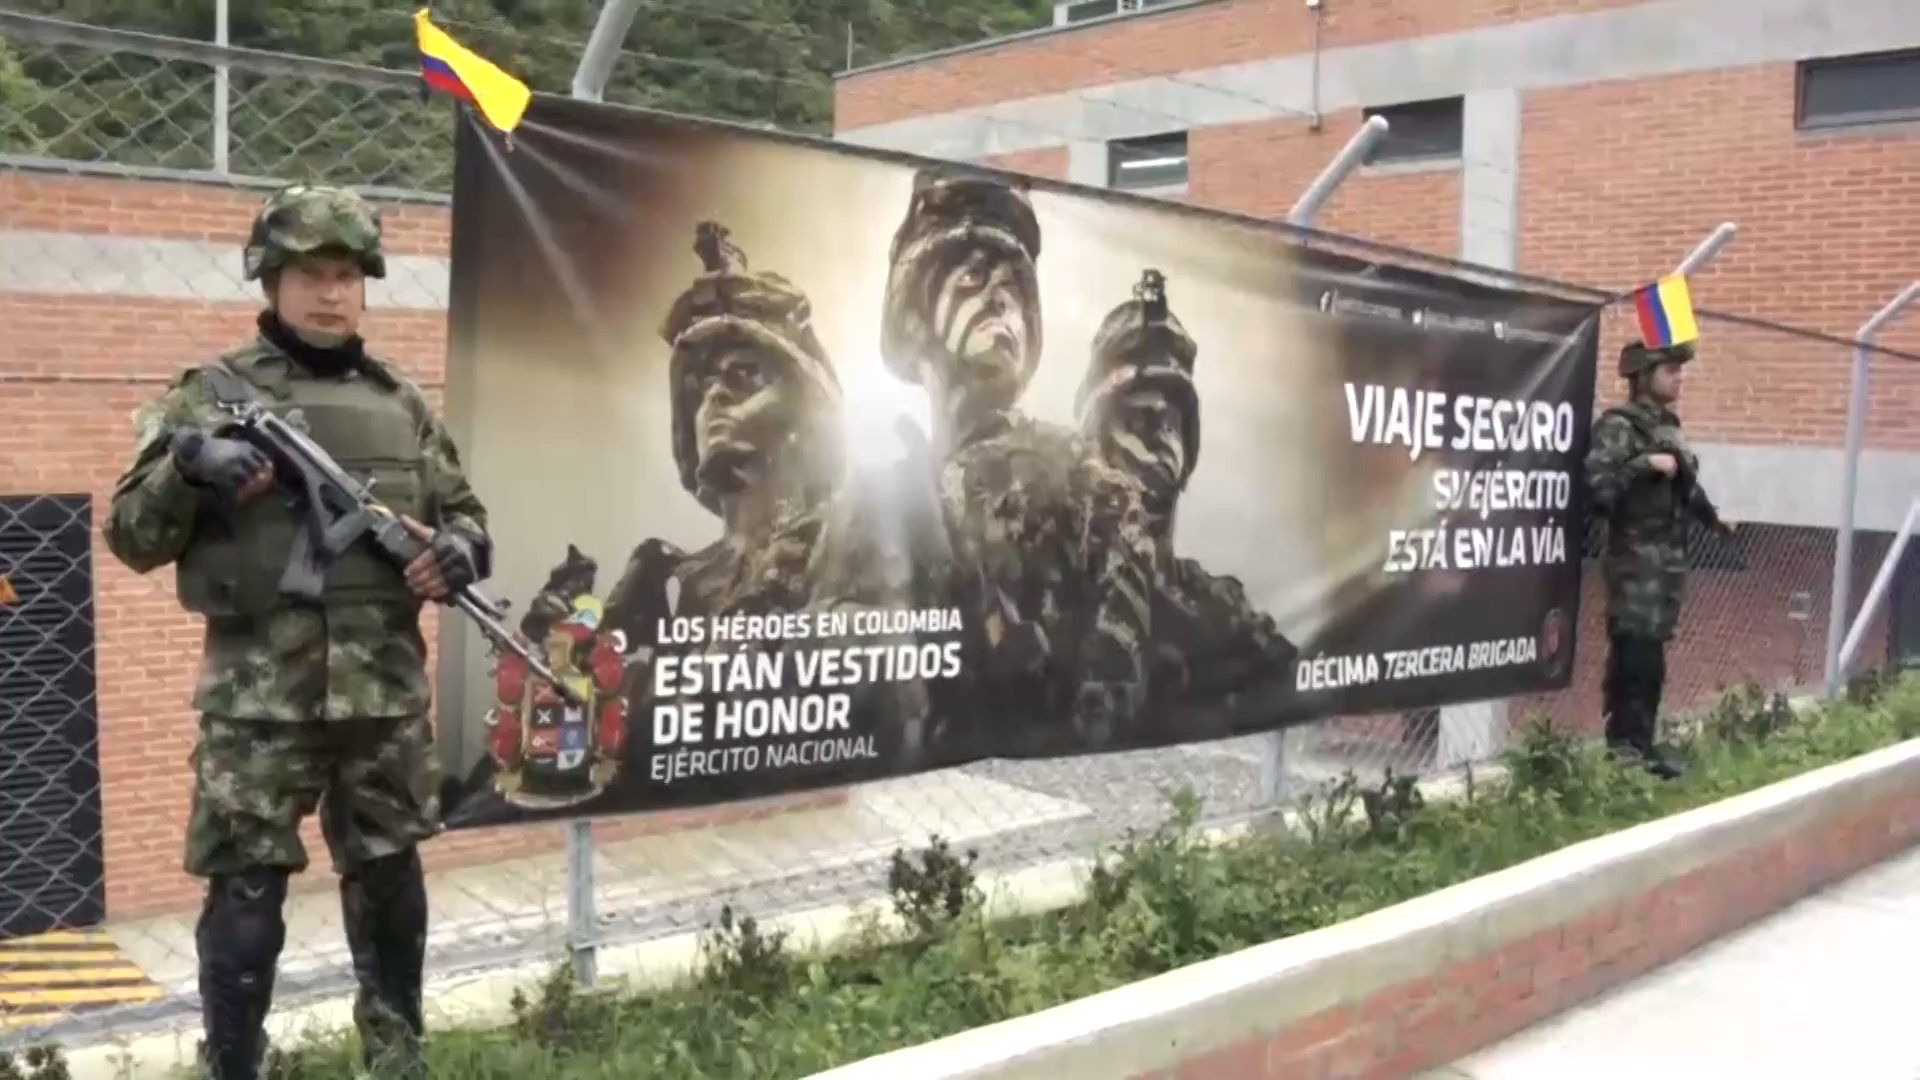 VIAJE SEGURO
SU EJÉRCITO
ESTÁ EN LA VÍA
LOS HÉROES EN COLOMBIA
ESTÁN VESTIDOS
DE HONOR
EJÉRCITO NACIONAL
DÉCIMA TERCERA BRIGADA